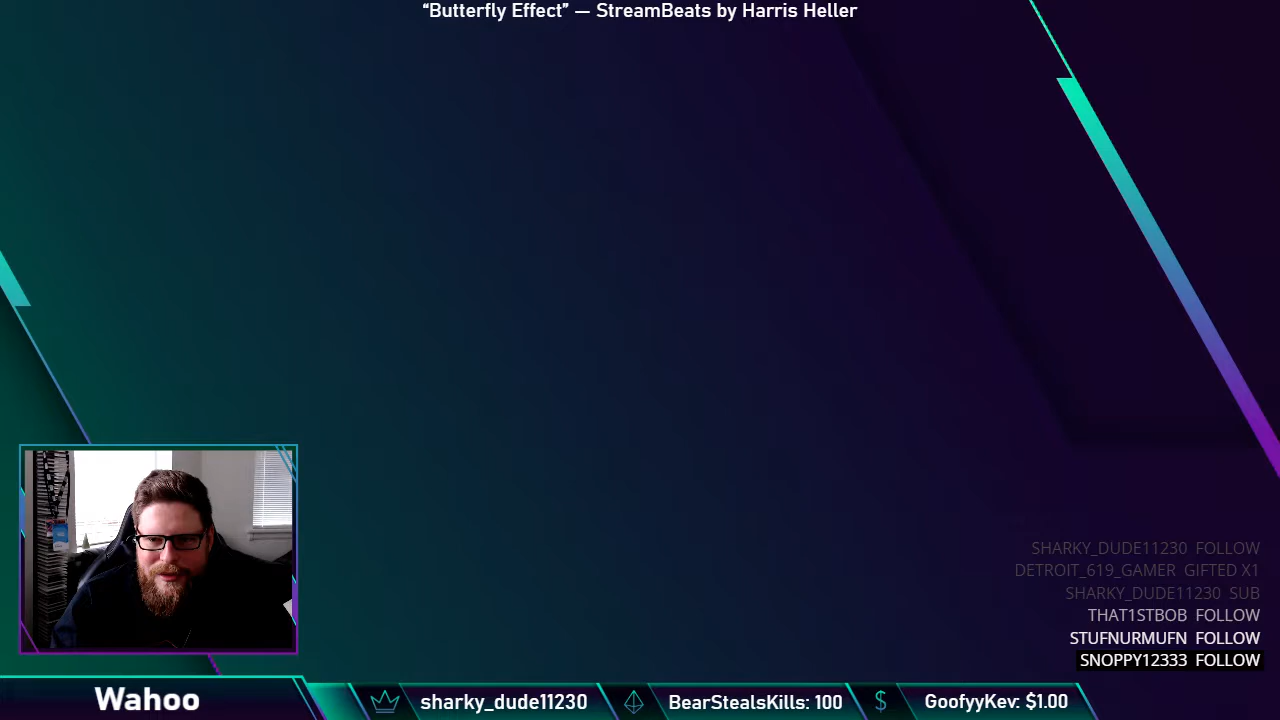 “Butterfly Effect” — StreamBeats by Harris Heller
SHARKY_DUDE11230 FOLLOW
DETROIT_619_GAMER GIFTED X1
SHARKY_DUDE11230 SUB
THAT1STBOB FOLLOW
STUFNURMUFN FOLLOW
SNOPPY12333 FOLLOW
Wahoo
sharky_dude11230
BearStealsKills: 100
$
GoofyyKev: $1.00